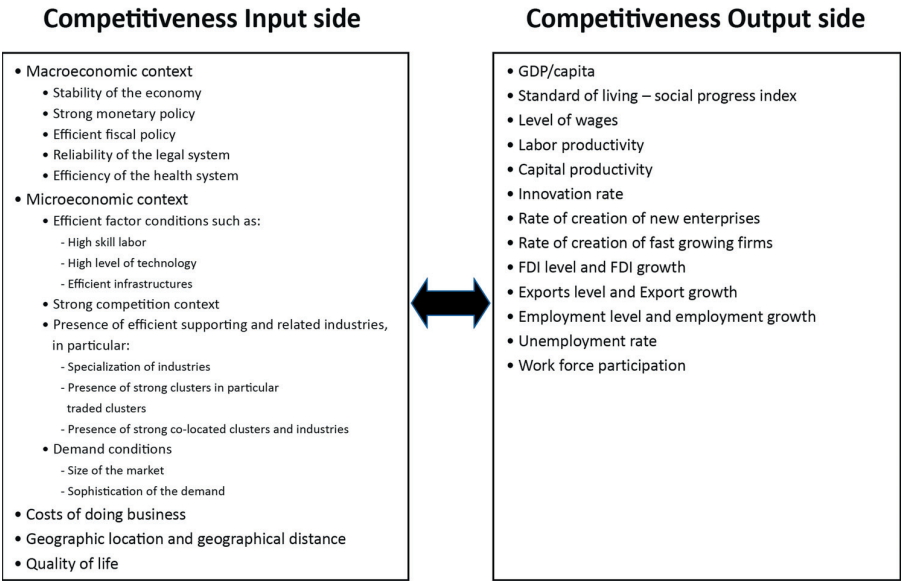 Competitiveness Input side
• Macroeconomic context
• Stability of the economy
• Strong monetary policy
• Efficient fiscal policy
• Reliability of the legal system
• Efficiency of the health system
• Microeconomic context
• Efficient factor conditions such as:
- High skill labor
- High level of technology
- Efficient infrastructures
• Strong competition context
• Presence of efficient supporting and related industries,
in particular:
- Specialization of industries
- Presence of strong clusters in particular
traded clusters
- Presence of strong co-located clusters and industries
• Demand conditions
- Size of the market
- Sophistication of the demand
• Costs of doing business
• Geographic location and geographical distance
• Quality of life
Competitiveness Output side
• GDP/capita
• Standard of living – social progress index
• Level of wages
• Labor productivity
• Capital productivity
• Innovation rate
• Rate of creation of new enterprises
• Rate of creation of fast growing firms
• FDI level and FDI growth
• Exports level and Export growth
• Employment level and employment growth
• Unemployment rate
• Work force participation